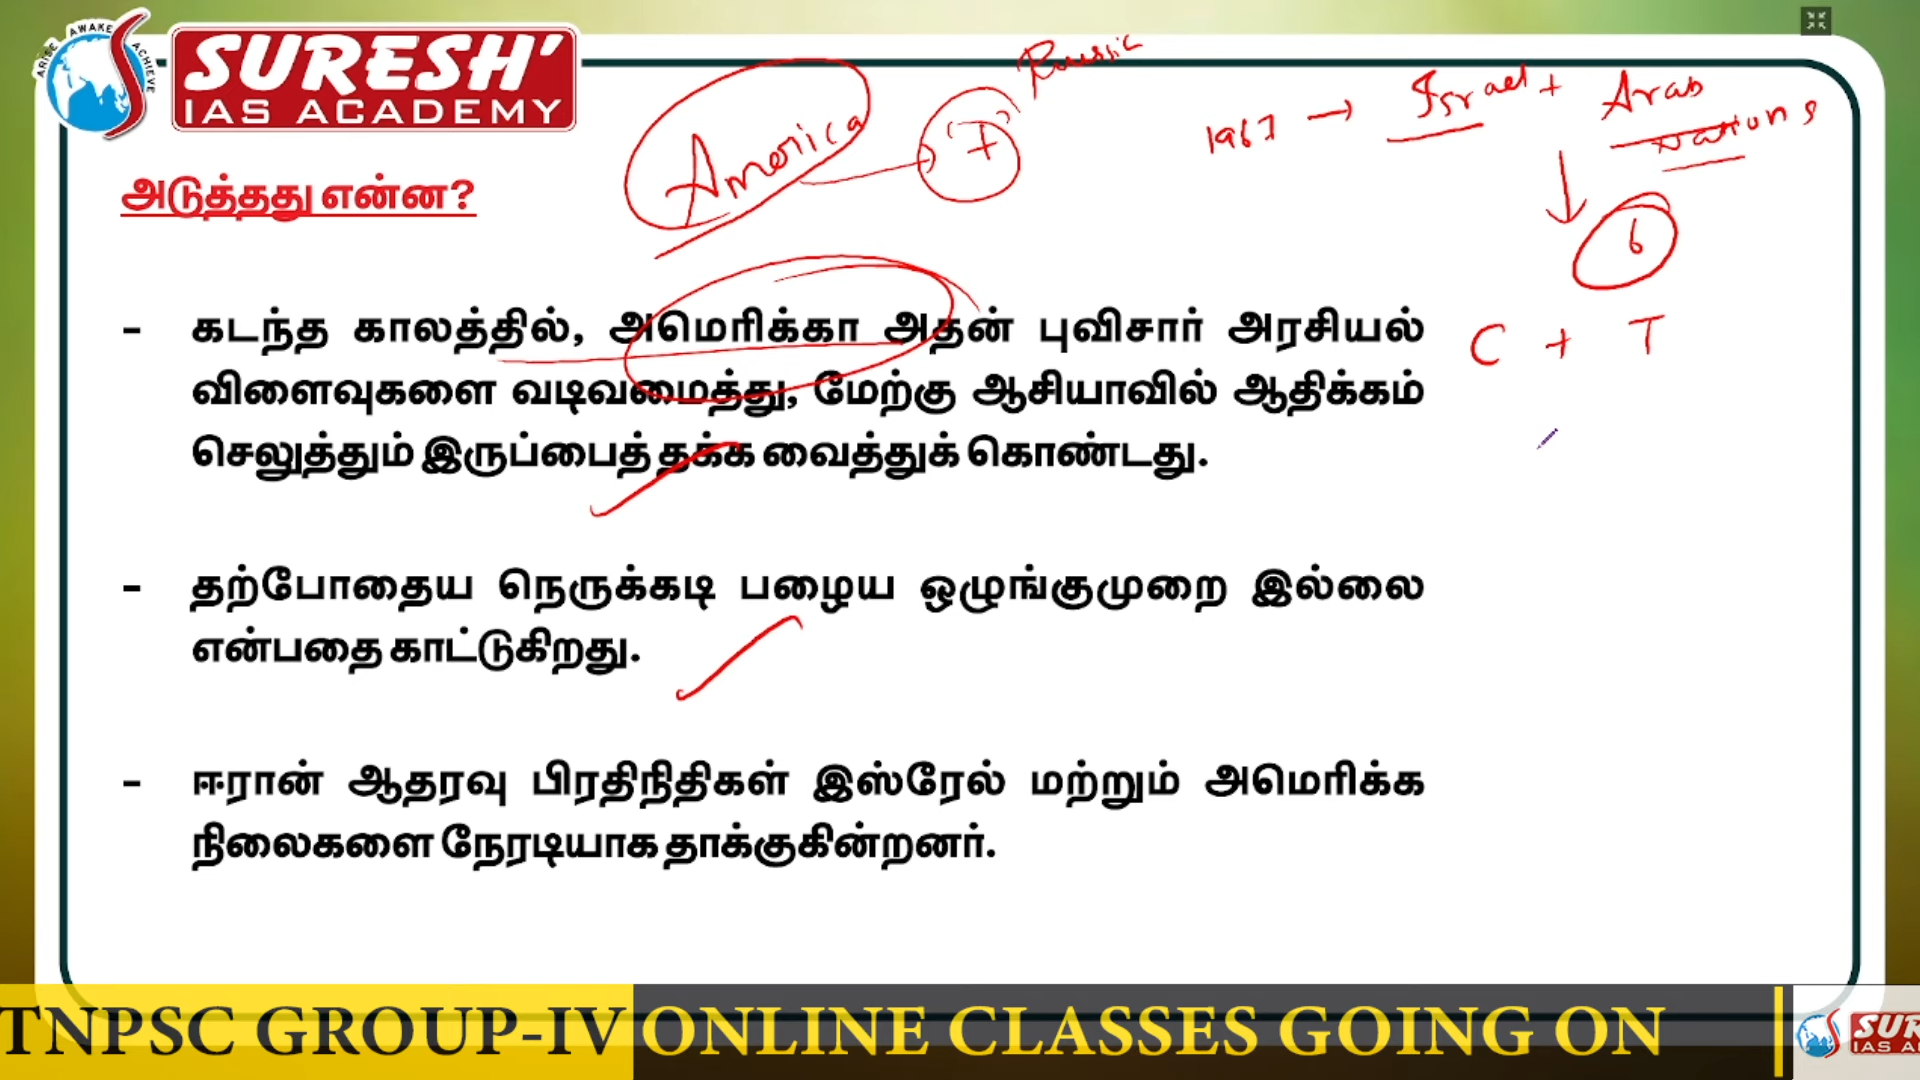 ARISE AWAKE ACHIEVE
SURESH'
IAS ACADEMY
America
I
Russia
1967 → Israel + Arab
nations
6
C + T
அடுத்தது என்ன?
- கடந்த காலத்தில், அமெரிக்கா அதன் புவிசார் அரசியல்
விளைவுகளை வடிவமைத்து, மேற்கு ஆசியாவில் ஆதிக்கம்
செலுத்தும் இருப்பைத் தக்க வைத்துக் கொண்டது.
- தற்போதைய நெருக்கடி பழைய ஒழுங்குமுறை இல்லை
என்பதை காட்டுகிறது.
- ஈரான் ஆதரவு பிரதிநிதிகள் இஸ்ரேல் மற்றும் அமெரிக்க
நிலைகளை நேரடியாக தாக்குகின்றனர்.
TNPSC GROUP-IV ONLINE CLASSES GOING ON
SUR
IAS A